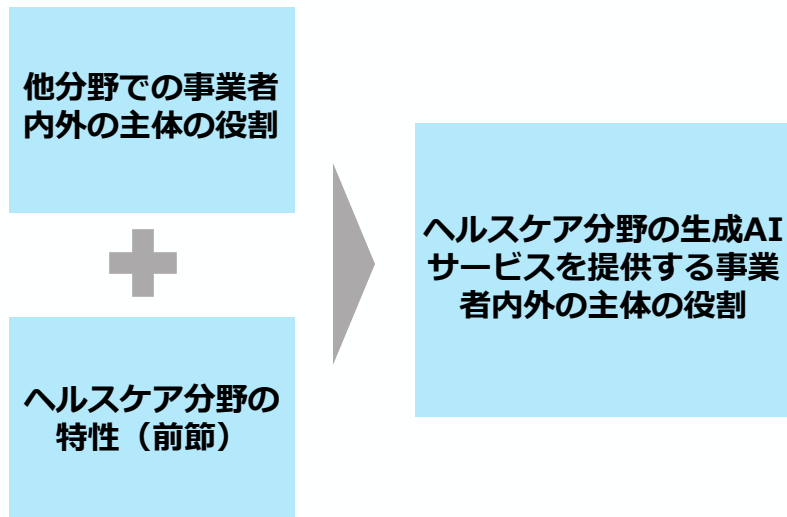 他分野での事業者
内外の主体の役割
ヘルスケア分野の
特性（前節）
ヘルスケア分野の生成AI
サービスを提供する事業
者内外の主体の役割